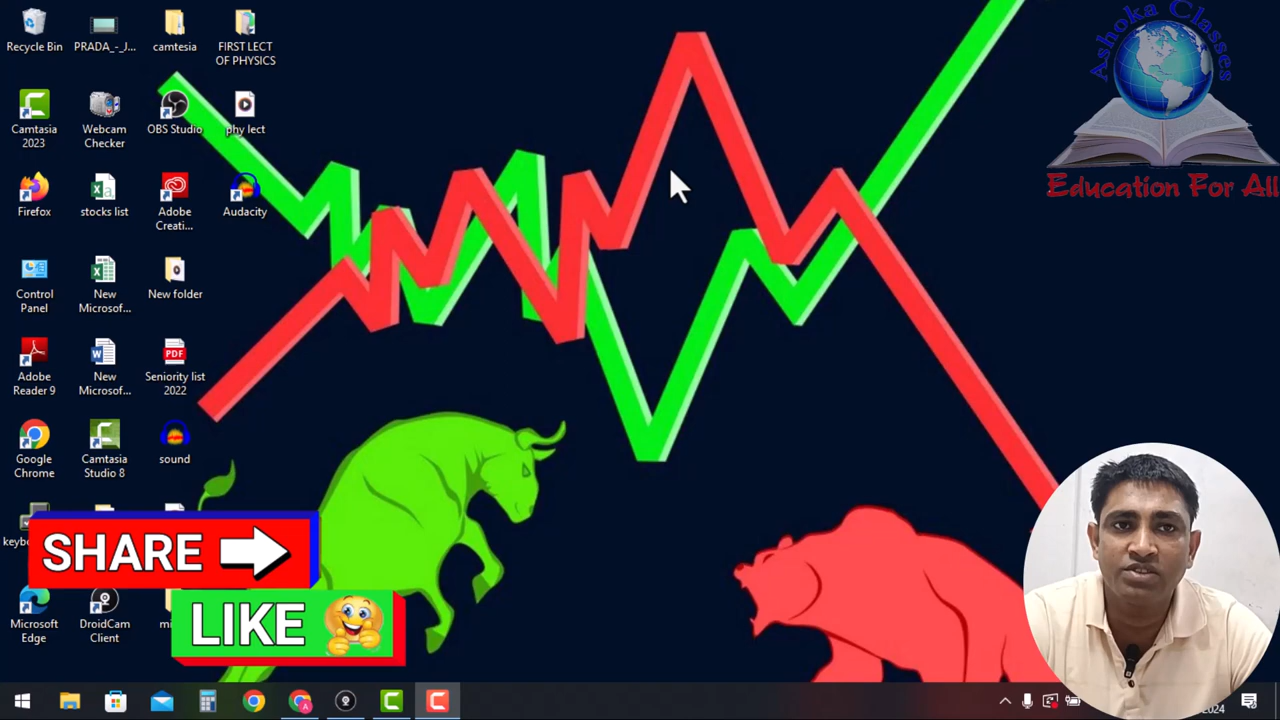 Recycle Bin
PRADA_-_J...
camtesia
FIRST LECT
OF PHYSICS
Camtasia
2023
Webcam
Checker
OBS Studio
phy lect
Firefox
stocks list
Adobe
Creati...
Audacity
Control
Panel
New
Microsof...
New folder
Adobe
Reader 9
New
Microsof...
PDF
Seniority list
2022
Google
Chrome
Camtasia
Studio 8
sound
SHARE
LIKE
Microsoft
Edge
DroidCam
Client
Ashoka Classes
Education For All